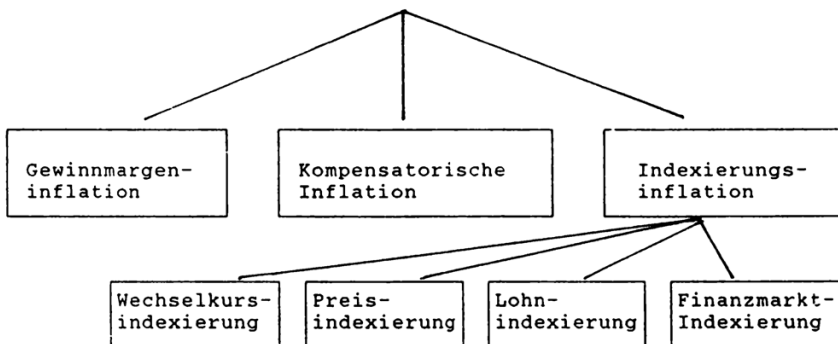 Gewinnmargen-
inflation
Kompensatorische
Inflation
Indexierungs-
inflation
Wechselkurs-
indexierung
Preis-
indexierung
Lohn-
indexierung
Finanzmarkt-
Indexierung